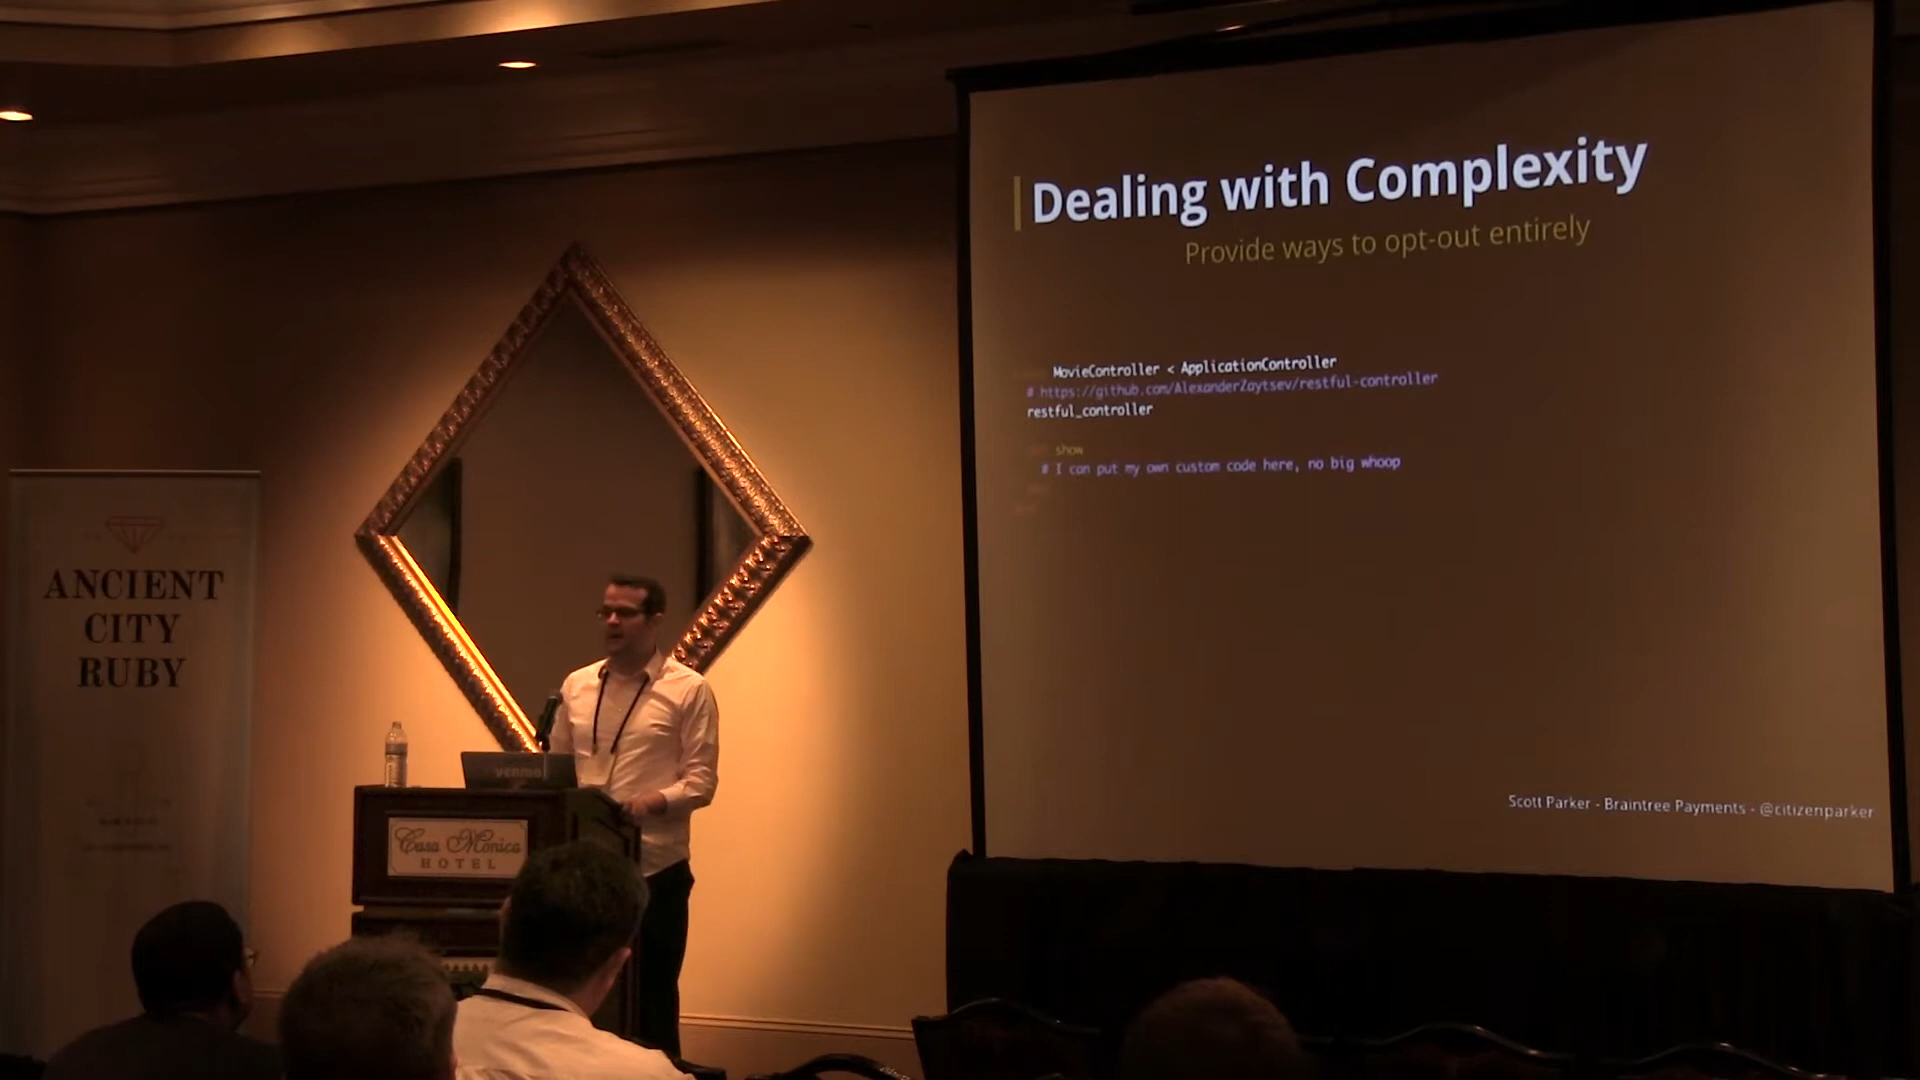 Dealing with Complexity
Provide ways to opt-out entirely
MovieController < ApplicationController
# https://github.com/AlexanderZaytsev/restful-controller
restful_controller
show
# I can put my own custom code here, no big whoop
Scott Parker - Braintree Payments - @citizenparker
ANCIENT
CITY
RUBY
venmo
Casa Monica
HOTEL